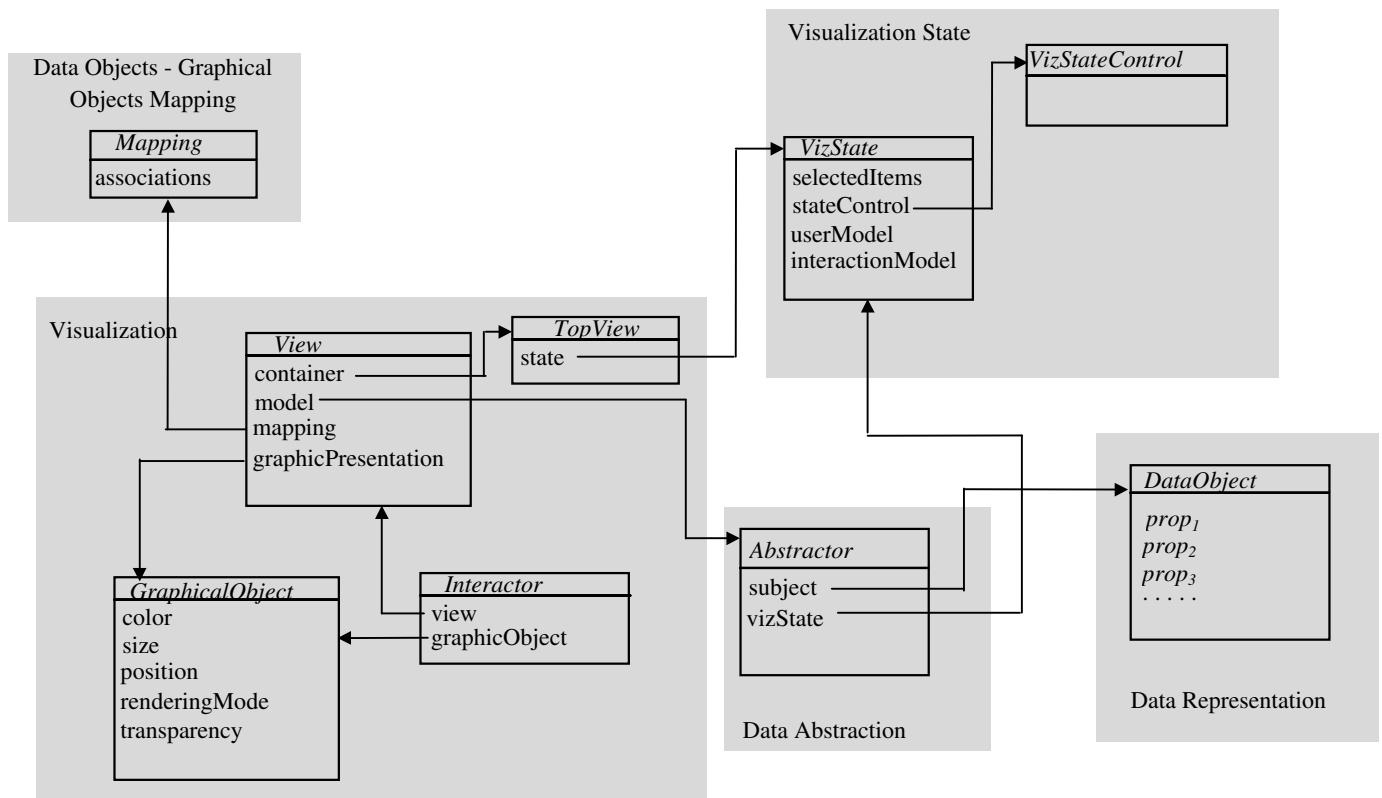 Data Objects - Graphical
Objects Mapping
Mapping
associations
Visualization State
VizStateControl
VizState
selectedItems
stateControl
userModel
interactionModel
Visualization
View
container
model
mapping
graphicPresentation
TopView
state
GraphicalObject
color
size
position
renderingMode
transparency
Interactor
view
graphicObject
Abstractor
subject
vizState
Data Abstraction
DataObject
prop1
prop2
prop3
. . . . .
Data Representation